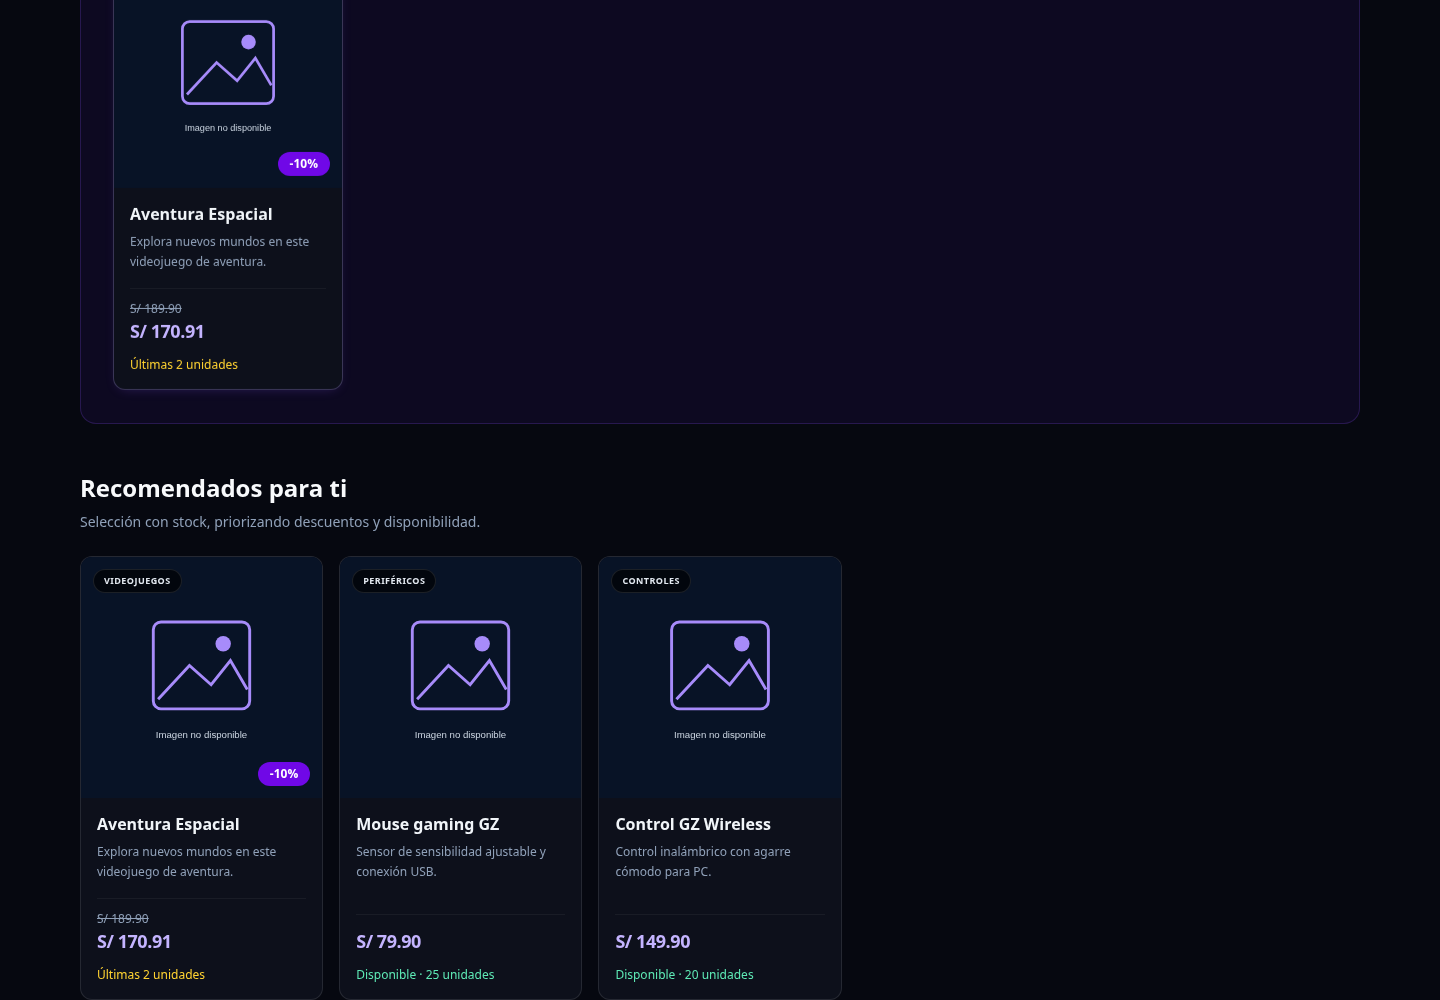 Imagen no disponible
-10%
Aventura Espacial
Explora nuevos mundos en este
videojuego de aventura.
S/ 189.90
S/ 170.91
Últimas 2 unidades
Recomendados para ti
Selección con stock, priorizando descuentos y disponibilidad.
VIDEOJUEGOS
Imagen no disponible
-10%
Aventura Espacial
Explora nuevos mundos en este
videojuego de aventura.
S/ 189.90
S/ 170.91
Últimas 2 unidades
PERIFÉRICOS
Imagen no disponible
Mouse gaming GZ
Sensor de sensibilidad ajustable y
conexión USB.
S/ 79.90
Disponible · 25 unidades
CONTROLES
Imagen no disponible
Control GZ Wireless
Control inalámbrico con agarre
cómodo para PC.
S/ 149.90
Disponible · 20 unidades